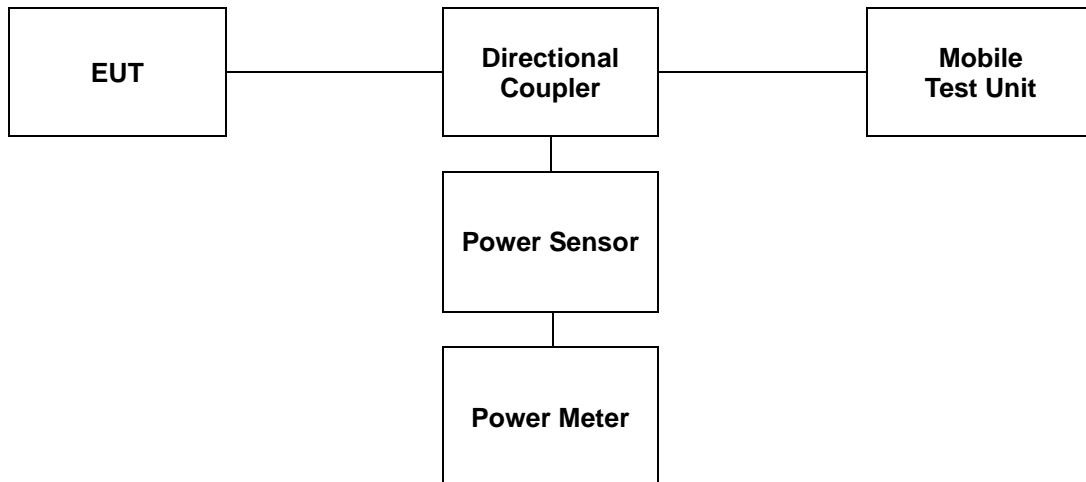 EUT
Directional
Coupler
Mobile
Test Unit
Power Sensor
Power Meter